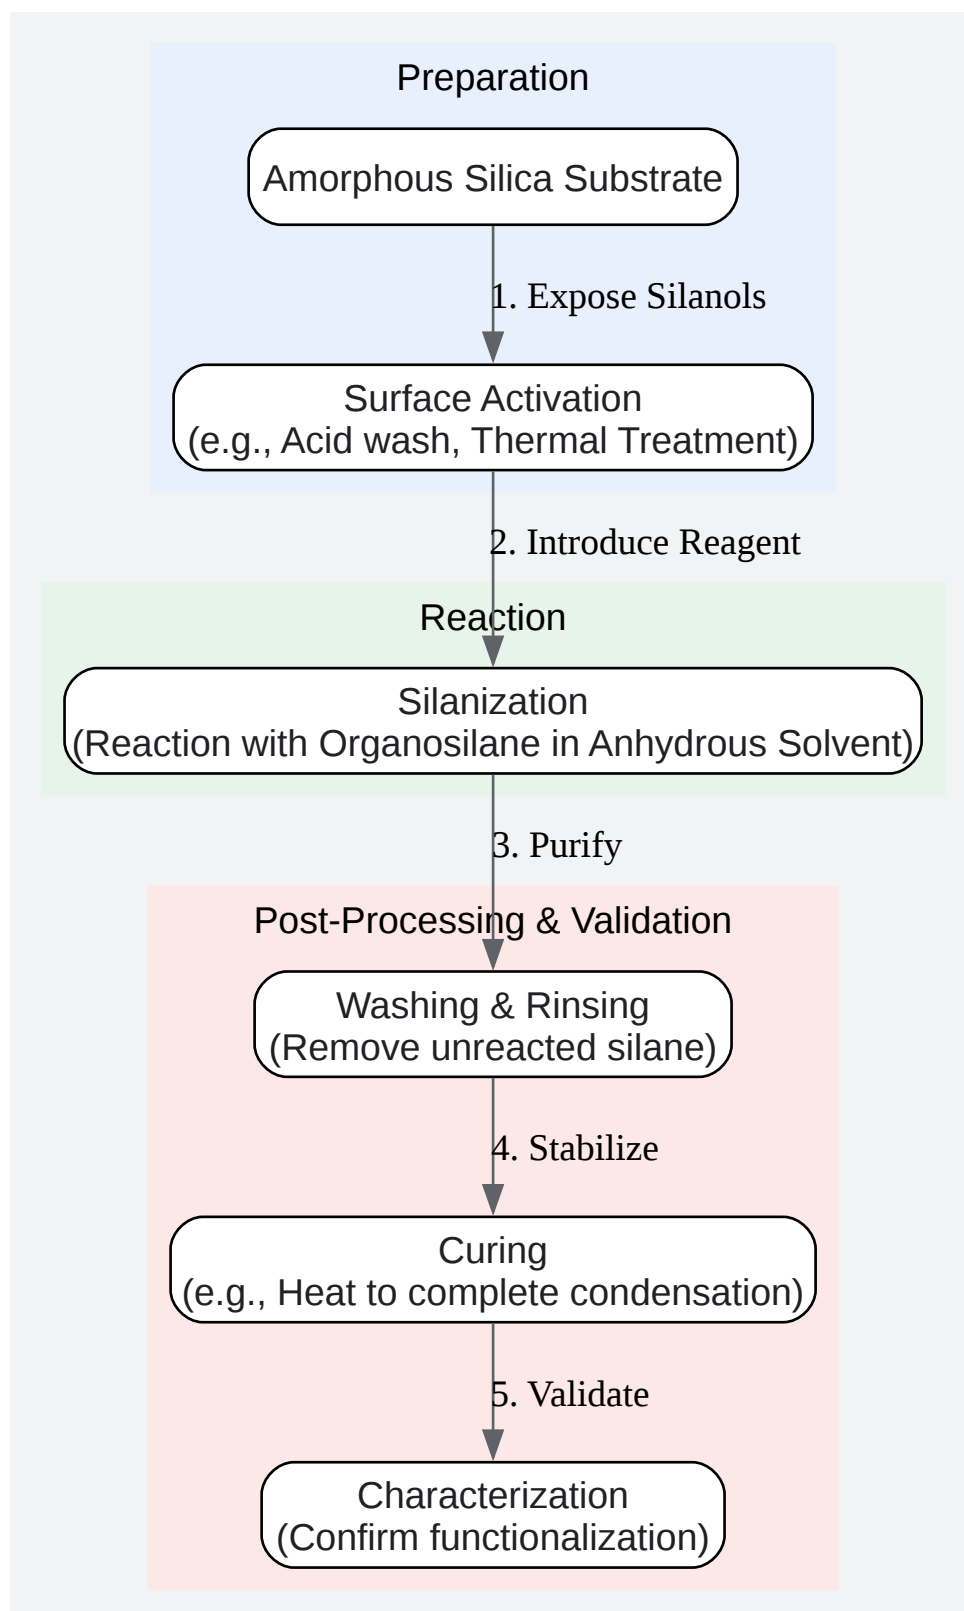 Preparation
Amorphous Silica Substrate
1. Expose Silanols
Surface Activation
(e.g., Acid wash, Thermal Treatment)
2. Introduce Reagent
Reaction
Silanization
(Reaction with Organosilane in Anhydrous Solvent)
3. Purify
Post-Processing & Validation
Washing & Rinsing
(Remove unreacted silane)
4. Stabilize
Curing
(e.g., Heat to complete condensation)
5. Validate
Characterization
(Confirm functionalization)